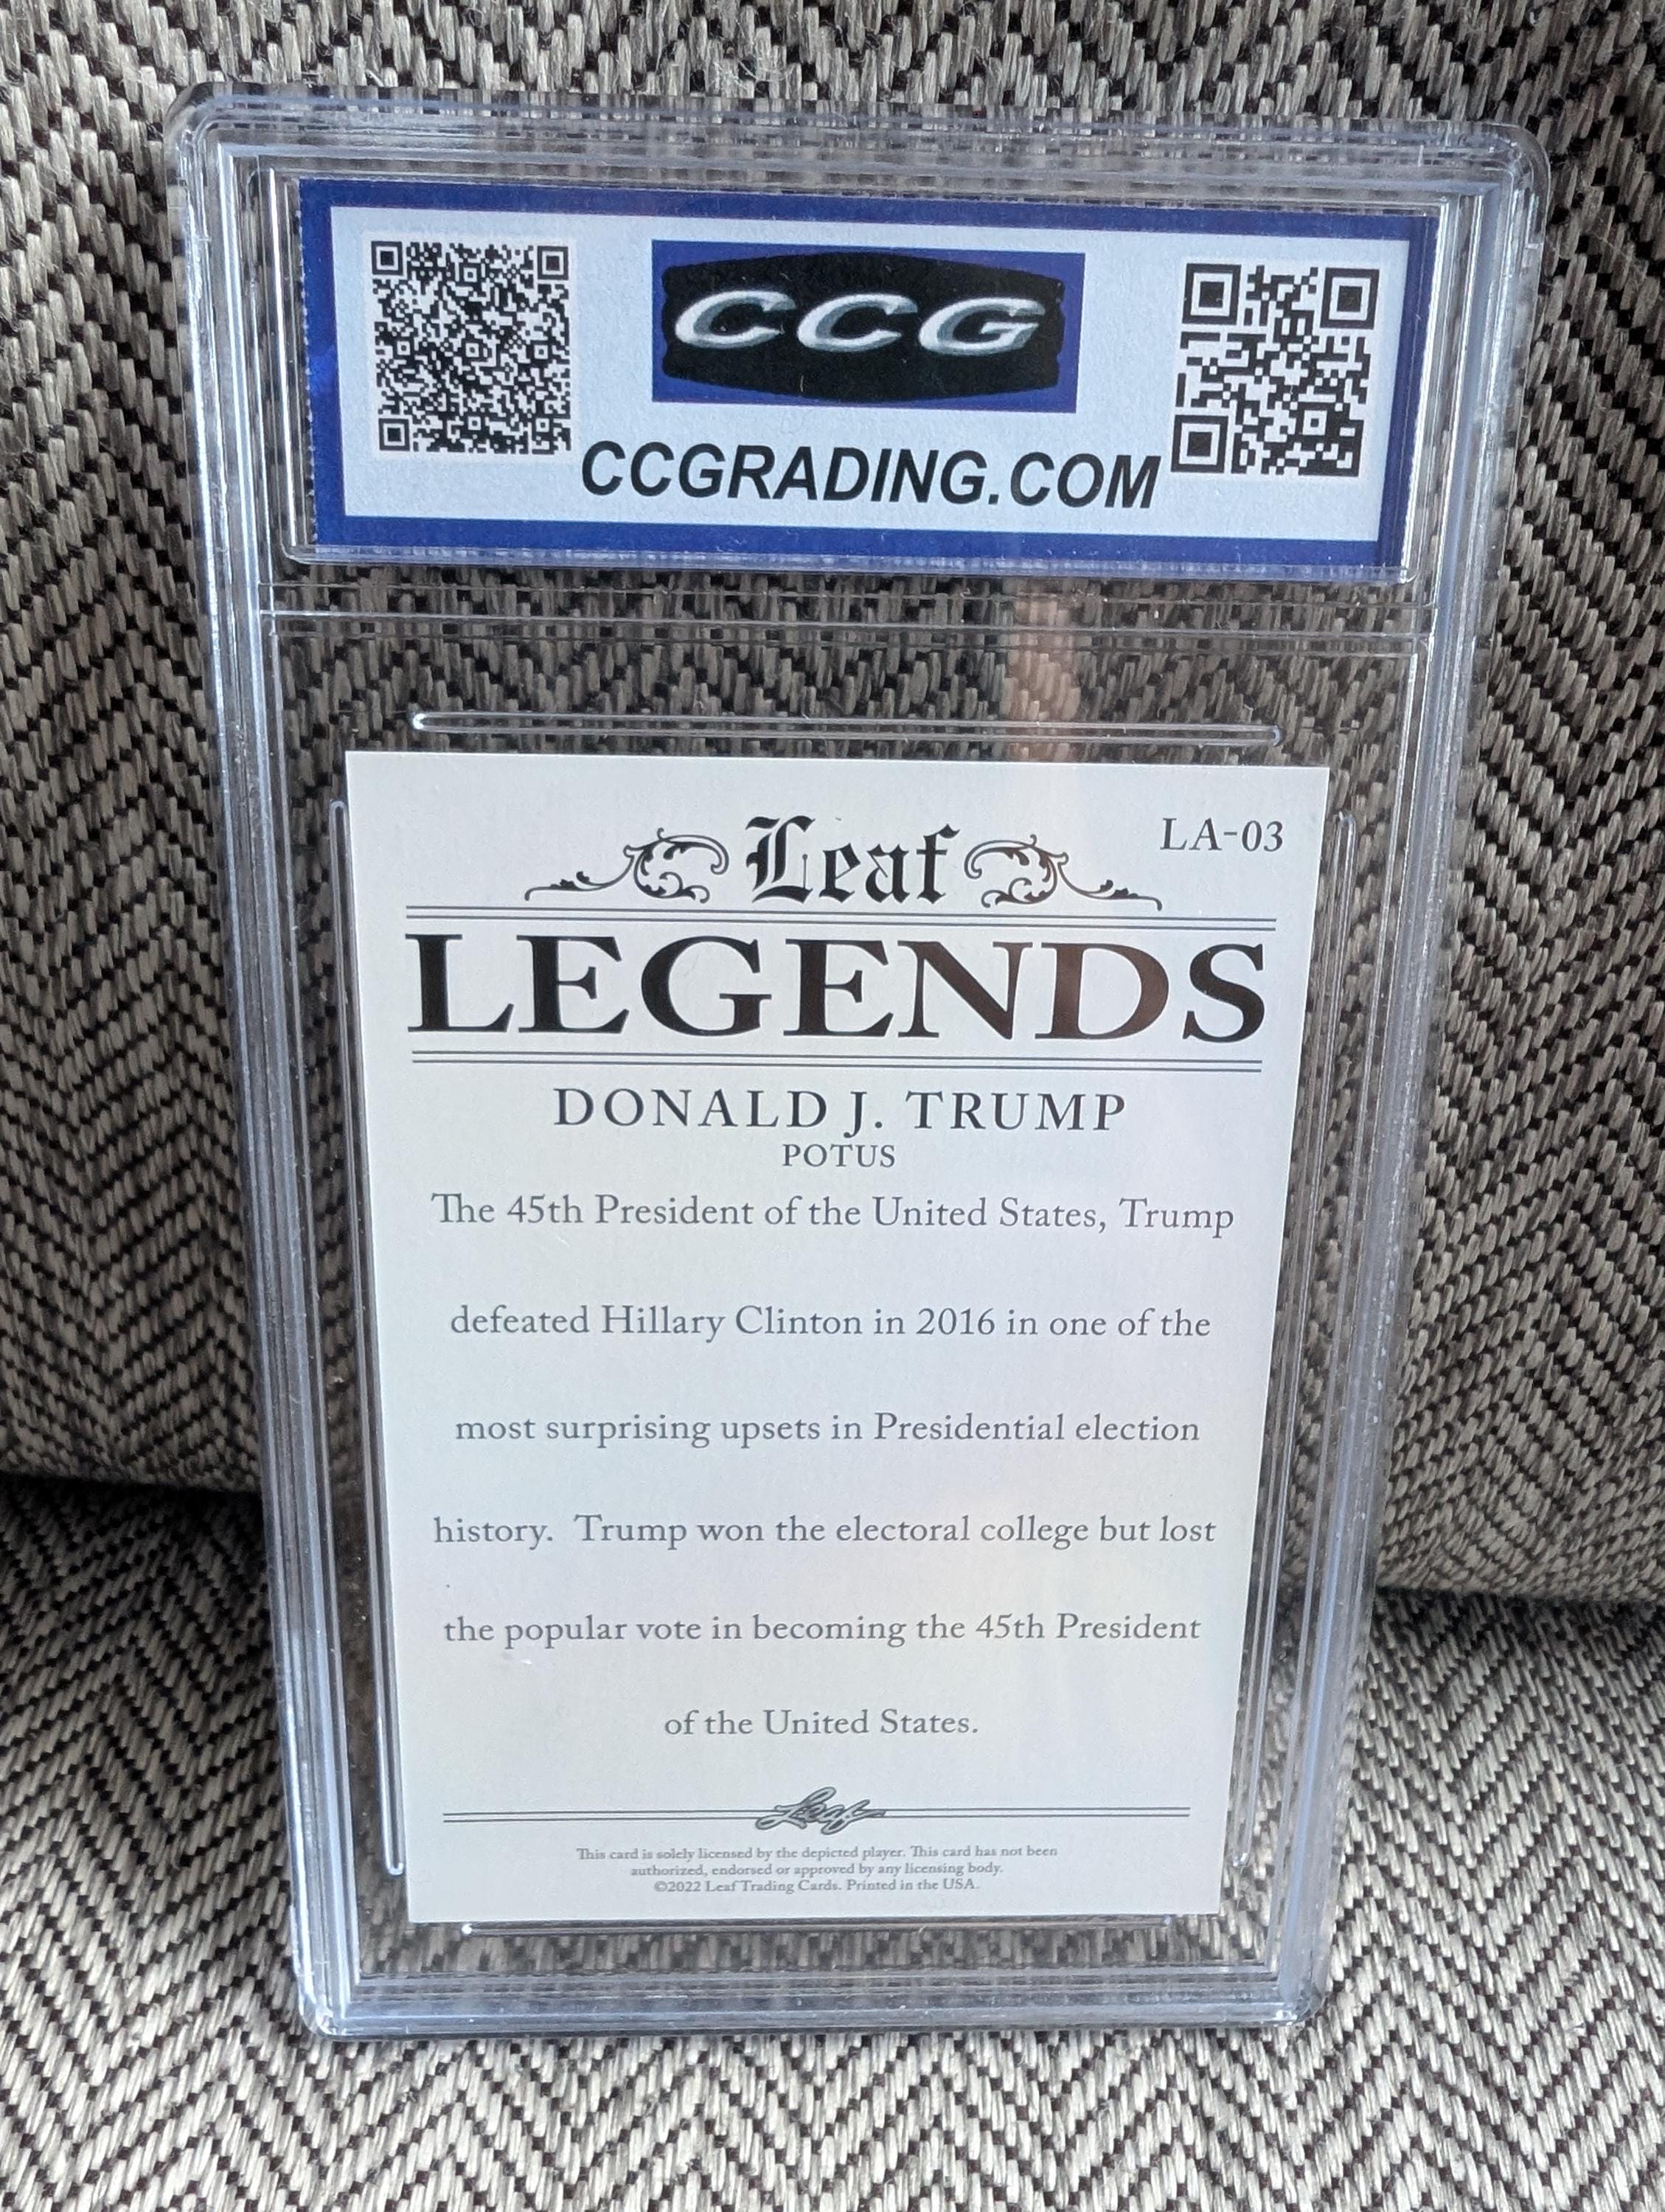 CCG
CCGRADING.COM
Leaf
LA-03
LEGENDS
DONALD J. TRUMP
POTUS
The 45th President of the United States, Trump
defeated Hillary Clinton in 2016 in one of the
most surprising upsets in Presidential election
history. Trump won the electoral college but lost
the popular vote in becoming the 45th President
of the United States.
Leaf
This card is solely licensed by the depicted player. This card has not been
authorized, endorsed or approved by any licensing body.
©2022 Leaf Trading Cards. Printed in the USA.